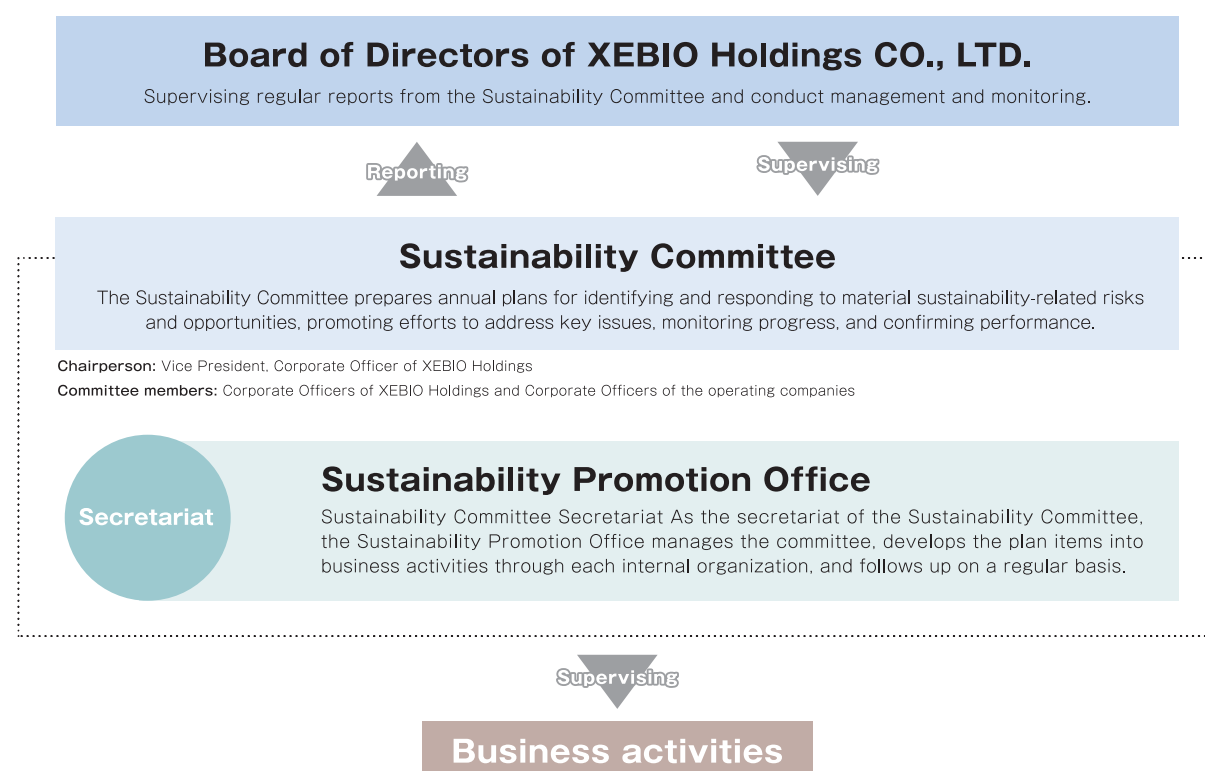 Board of Directors of XEBIO Holdings CO., LTD.
Supervising regular reports from the Sustainability Committee and conduct management and monitoring.
Reporting
Supervising
Sustainability Committee
The Sustainability Committee prepares annual plans for identifying and responding to material sustainability-related risks
and opportunities, promoting efforts to address key issues, monitoring progress, and confirming performance.
Chairperson: Vice President, Corporate Officer of XEBIO Holdings
Committee members: Corporate Officers of XEBIO Holdings and Corporate Officers of the operating companies
Secretariat
Sustainability Promotion Office
Sustainability Committee Secretariat As the secretariat of the Sustainability Committee,
the Sustainability Promotion Office manages the committee, develops the plan items into
business activities through each internal organization, and follows up on a regular basis.
Supervising
Business activities